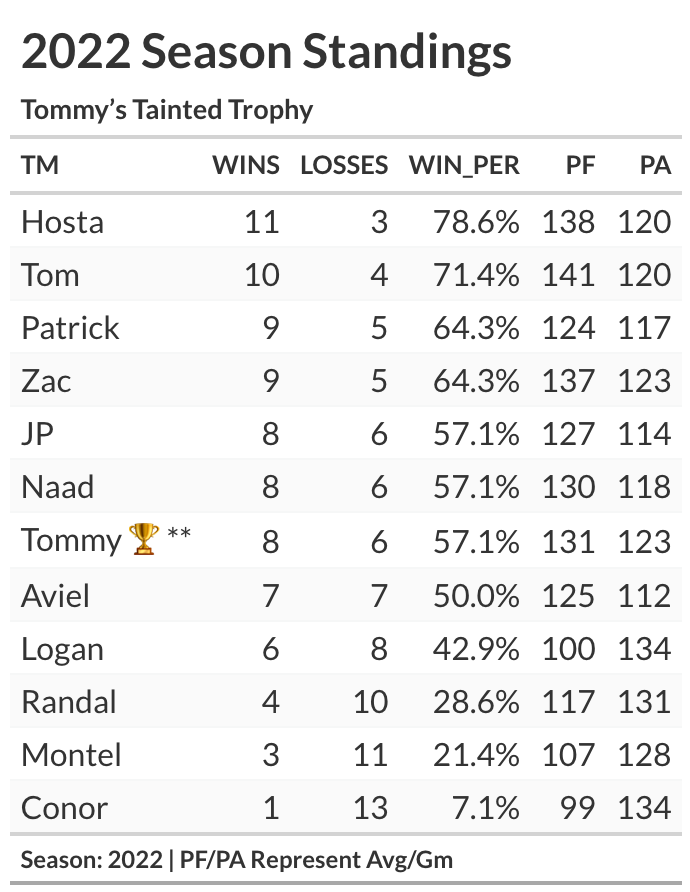 2022 Season Standings
Tommy’s Tainted Trophy
TM WINS LOSSES WIN_PER PF PA
Hosta 11 3 78.6% 138 120
Tom 10 4 71.4% 141 120
Patrick 9 5 64.3% 124 117
Zac 9 5 64.3% 137 123
JP 8 6 57.1% 127 114
Naad 8 6 57.1% 130 118
Tommy 🏆 ** 8 6 57.1% 131 123
Aviel 7 7 50.0% 125 112
Logan 6 8 42.9% 100 134
Randal 4 10 28.6% 117 131
Montel 3 11 21.4% 107 128
Conor 1 13 7.1% 99 134
Season: 2022 | PF/PA Represent Avg/Gm